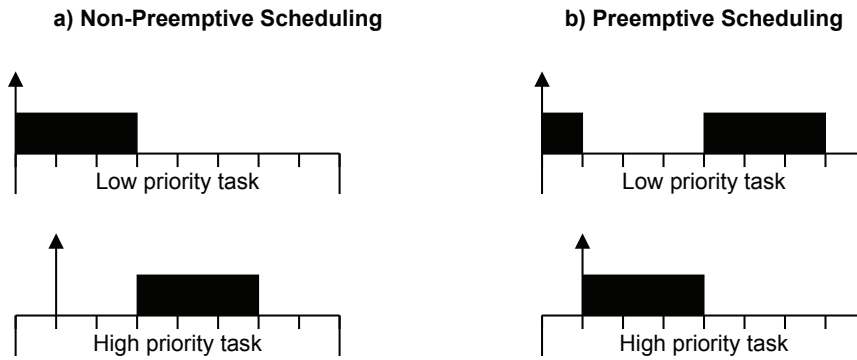 a) Non-Preemptive Scheduling
b) Preemptive Scheduling
Low priority task
Low priority task
High priority task
High priority task